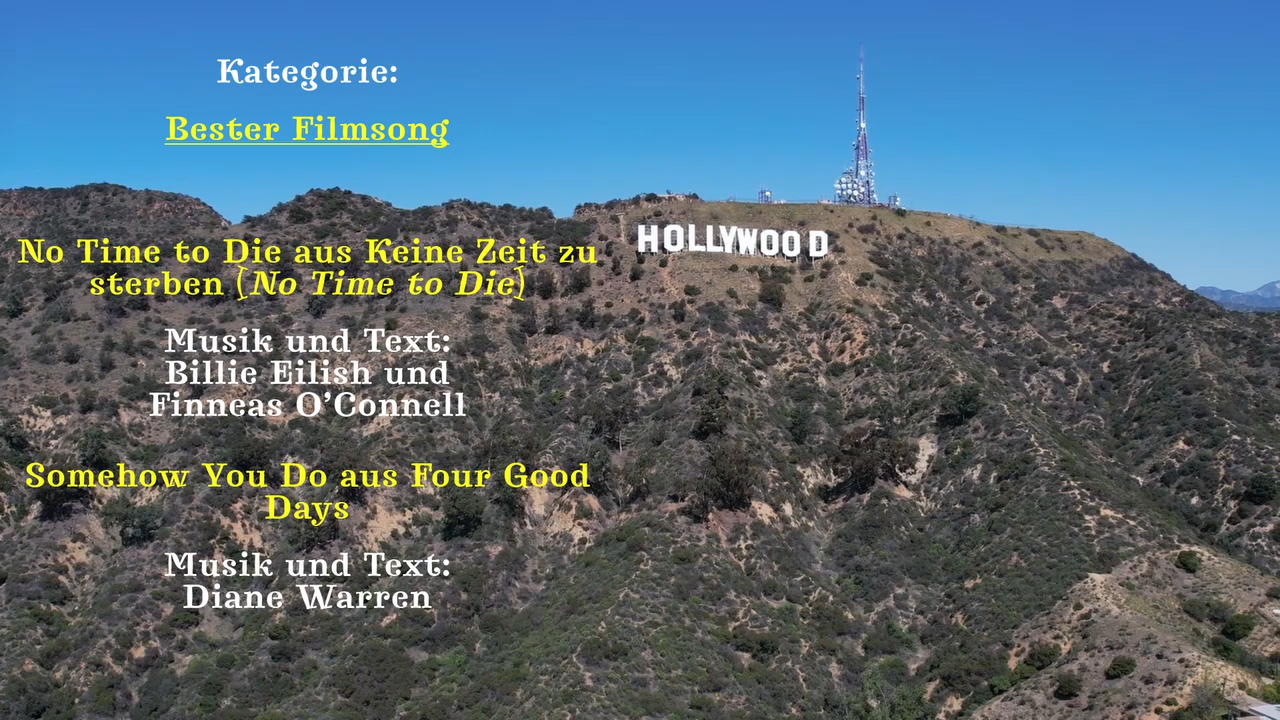 Kategorie:
Bester Filmsong
No Time to Die aus Keine Zeit zu
sterben (No Time to Die)
Musik und Text:
Billie Eilish und
Finneas O'Connell
Somehow You Do aus Four Good
Days
Musik und Text:
Diane Warren
HOLLYWOOD